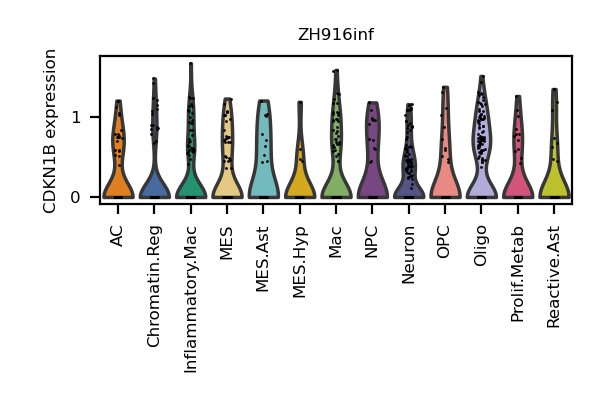 ZH916inf
CDKN1B expression
1
0
AC
Chromatin.Reg
Inflammatory.Mac
MES
MES.Ast
MES.Hyp
Mac
NPC
Neuron
OPC
Oligo
Prolif.Metab
Reactive.Ast